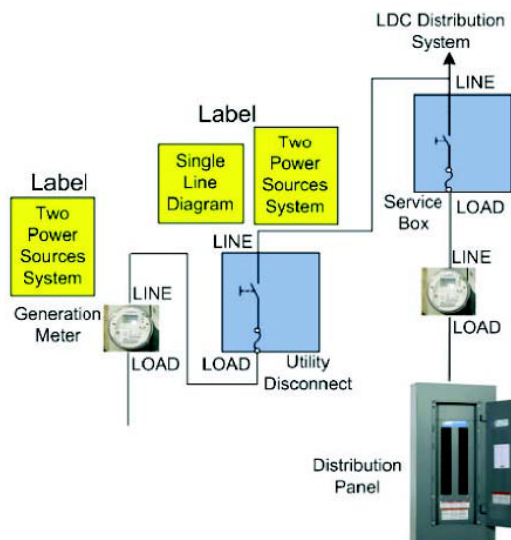 LDC Distribution
System
LINE
Label
Two
Power
Sources
System
Single
Line
Diagram
Label
Two
Power
Sources
System
Service
Box
LOAD
LINE
LINE
LINE
Generation
Meter
LOAD
LOAD
Utility
Disconnect
LOAD
Distribution
Panel